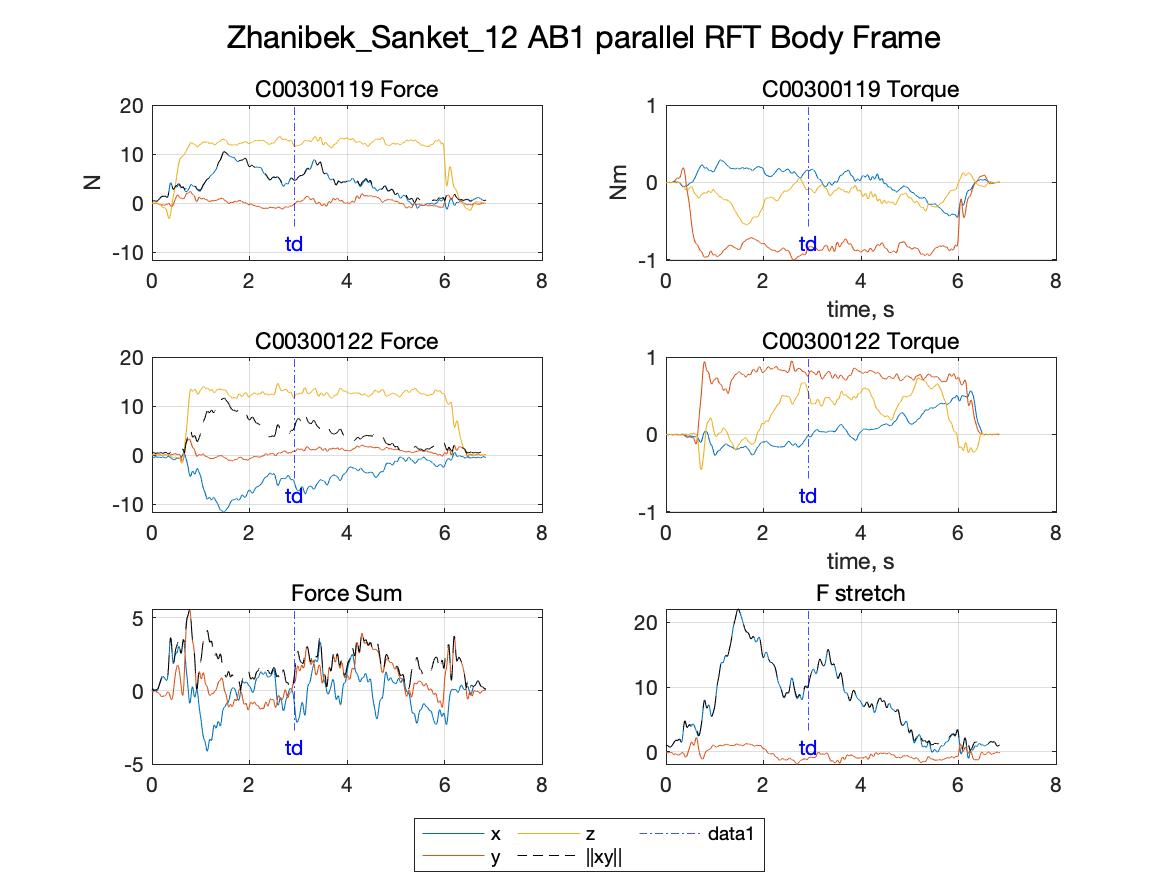 Zhanibek_Sanket_12 AB1 parallel RFT Body Frame
C00300119 Force
N
20
10
0
-10
td
0 2 4 6 8
C00300119 Torque
Nm
1
0
-1
td
0 2 4 6 8
time, s
C00300122 Force
20
10
0
-10
td
0 2 4 6 8
C00300122 Torque
1
0
-1
td
0 2 4 6 8
time, s
Force Sum
5
0
-5
td
0 2 4 6 8
F stretch
20
10
0
td
0 2 4 6 8
x z data1
y ||xy||